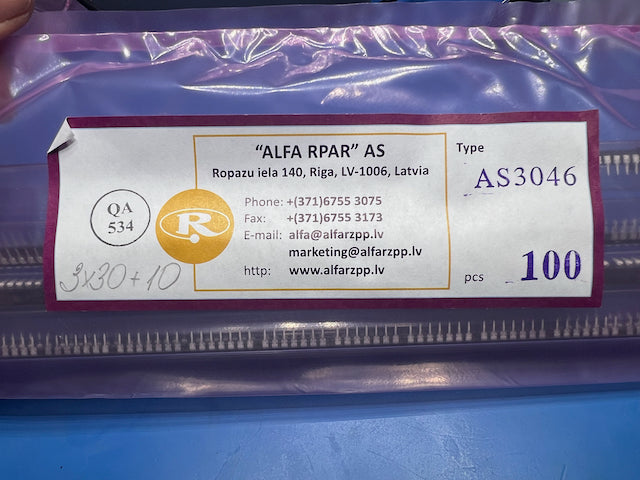 "ALFA RPAR" AS
Ropazu iela 140, Riga, LV-1006, Latvia
Phone: +(371)6755 3075
Fax: +(371)6755 3173
E-mail: alfa@alfarzpp.lv
marketing@alfarzpp.lv
http: www.alfarzpp.lv
QA
534
R
3x30+10
Type
AS3046
pcs
100